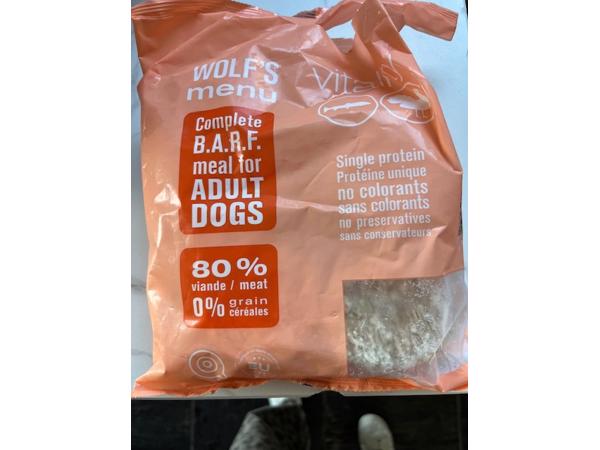 WOLF'S
menu
Complete
B.A.R.F.
meal for
ADULT
DOGS
80%
viande / meat
0% grain
céréales
Single protein
Protéine unique
no colorants
sans colorants
no preservatives
sans conservateurs